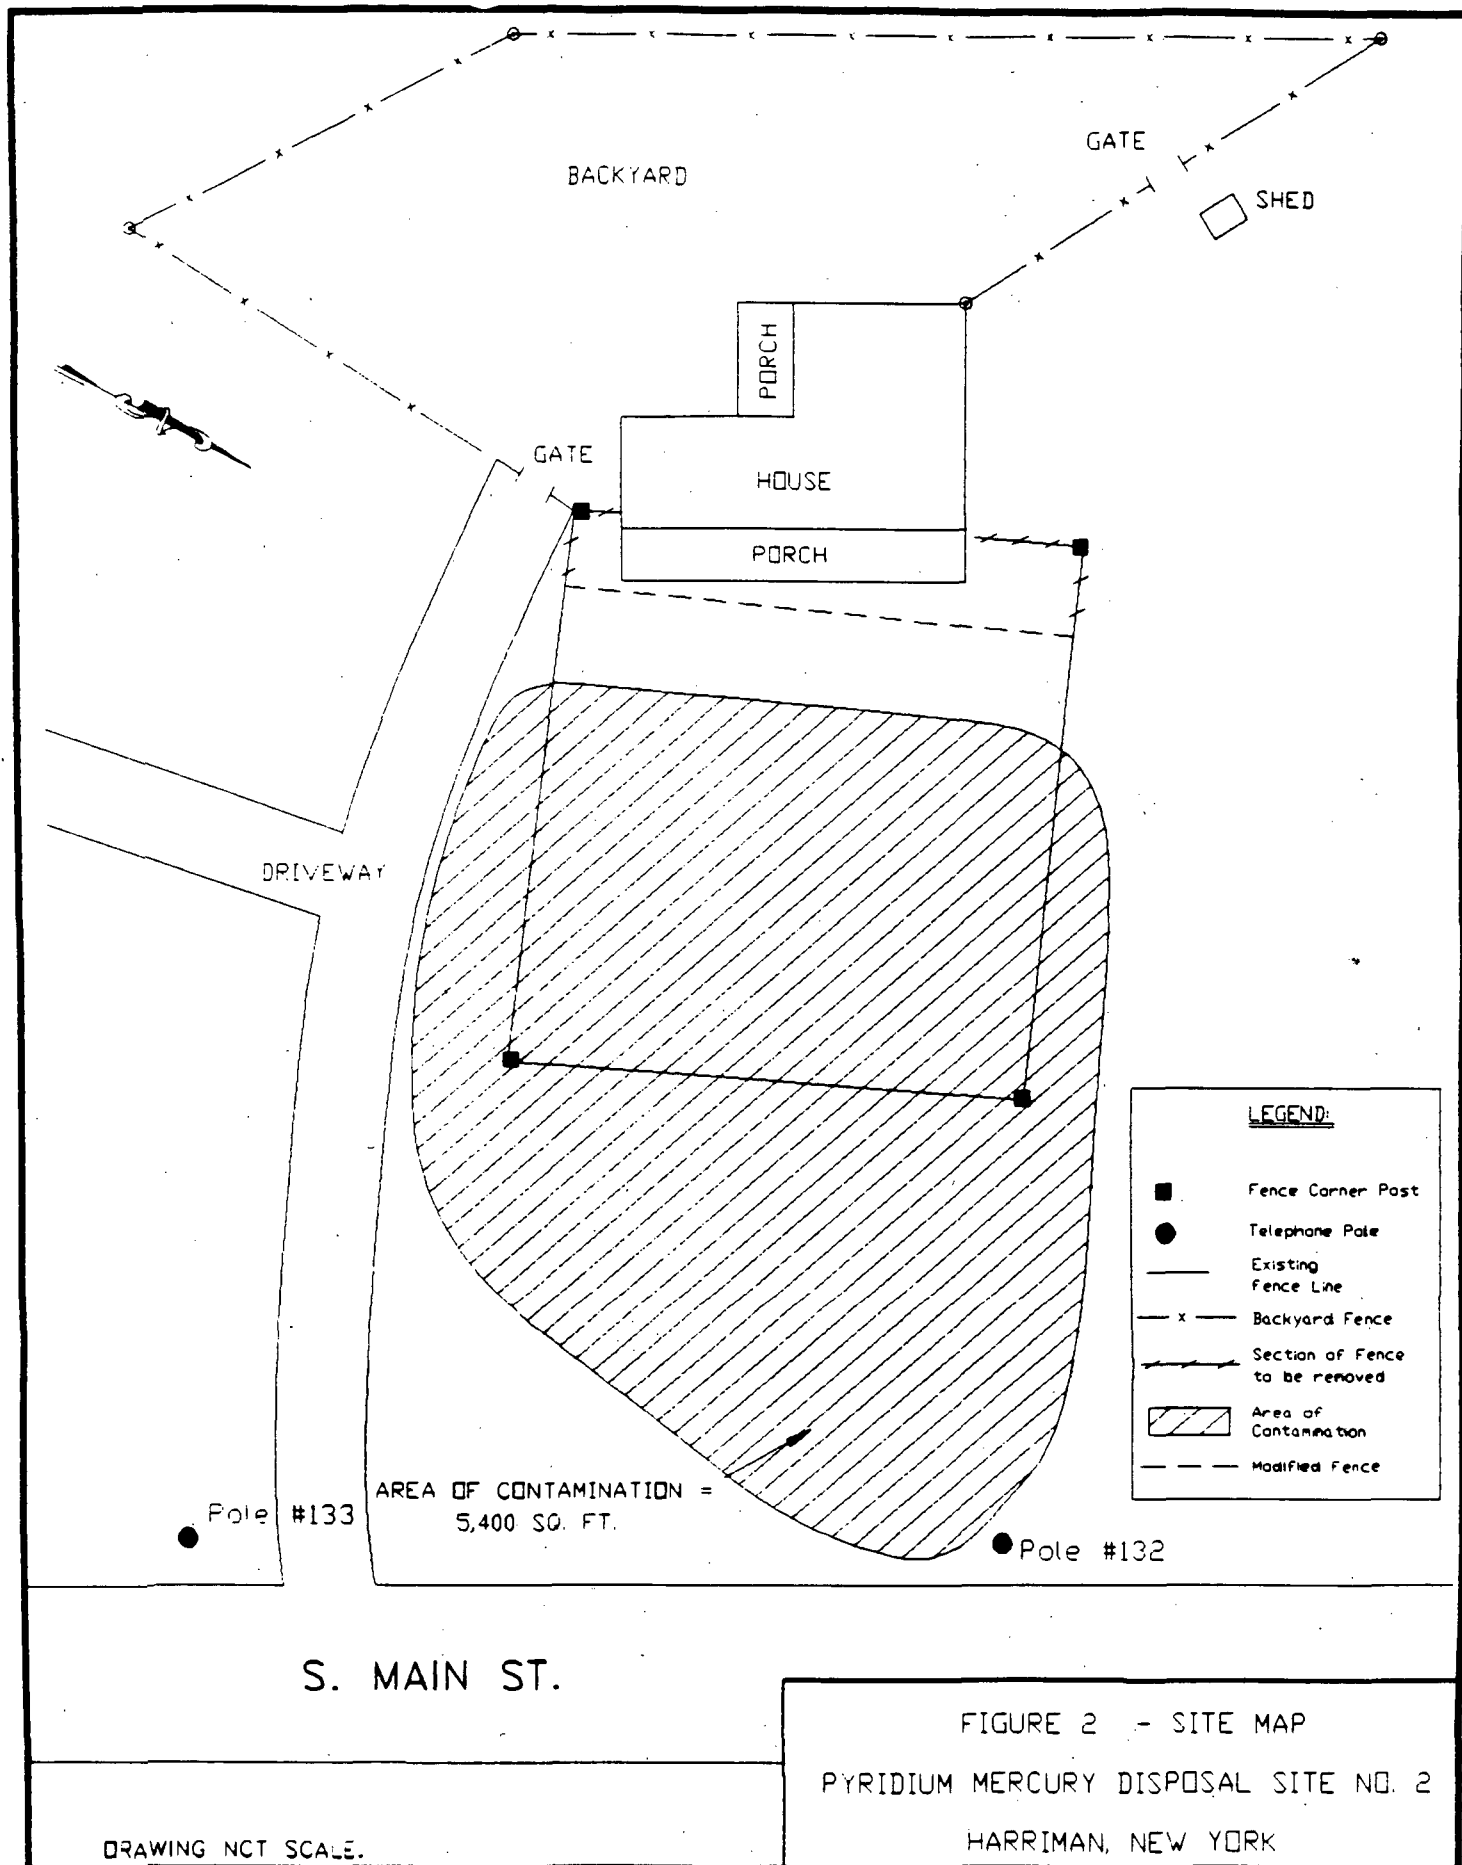 GATE
BACKYARD
SHED
PORCH
GATE
HOUSE
PORCH
DRIVEWAY
LEGEND:
Fence Corner Post
Telephone Pole
Existing
Fence Line
x
Backyard Fence
Section of Fence
to be removed
Area of
Contamination
Modified Fence
AREA OF CONTAMINATION =
5,400 SQ. FT.
Pole #133
Pole #132
S. MAIN ST.
FIGURE 2 - SITE MAP
PYRIDIUM MERCURY DISPOSAL SITE NO. 2
HARRIMAN, NEW YORK
DRAWING NOT SCALE.